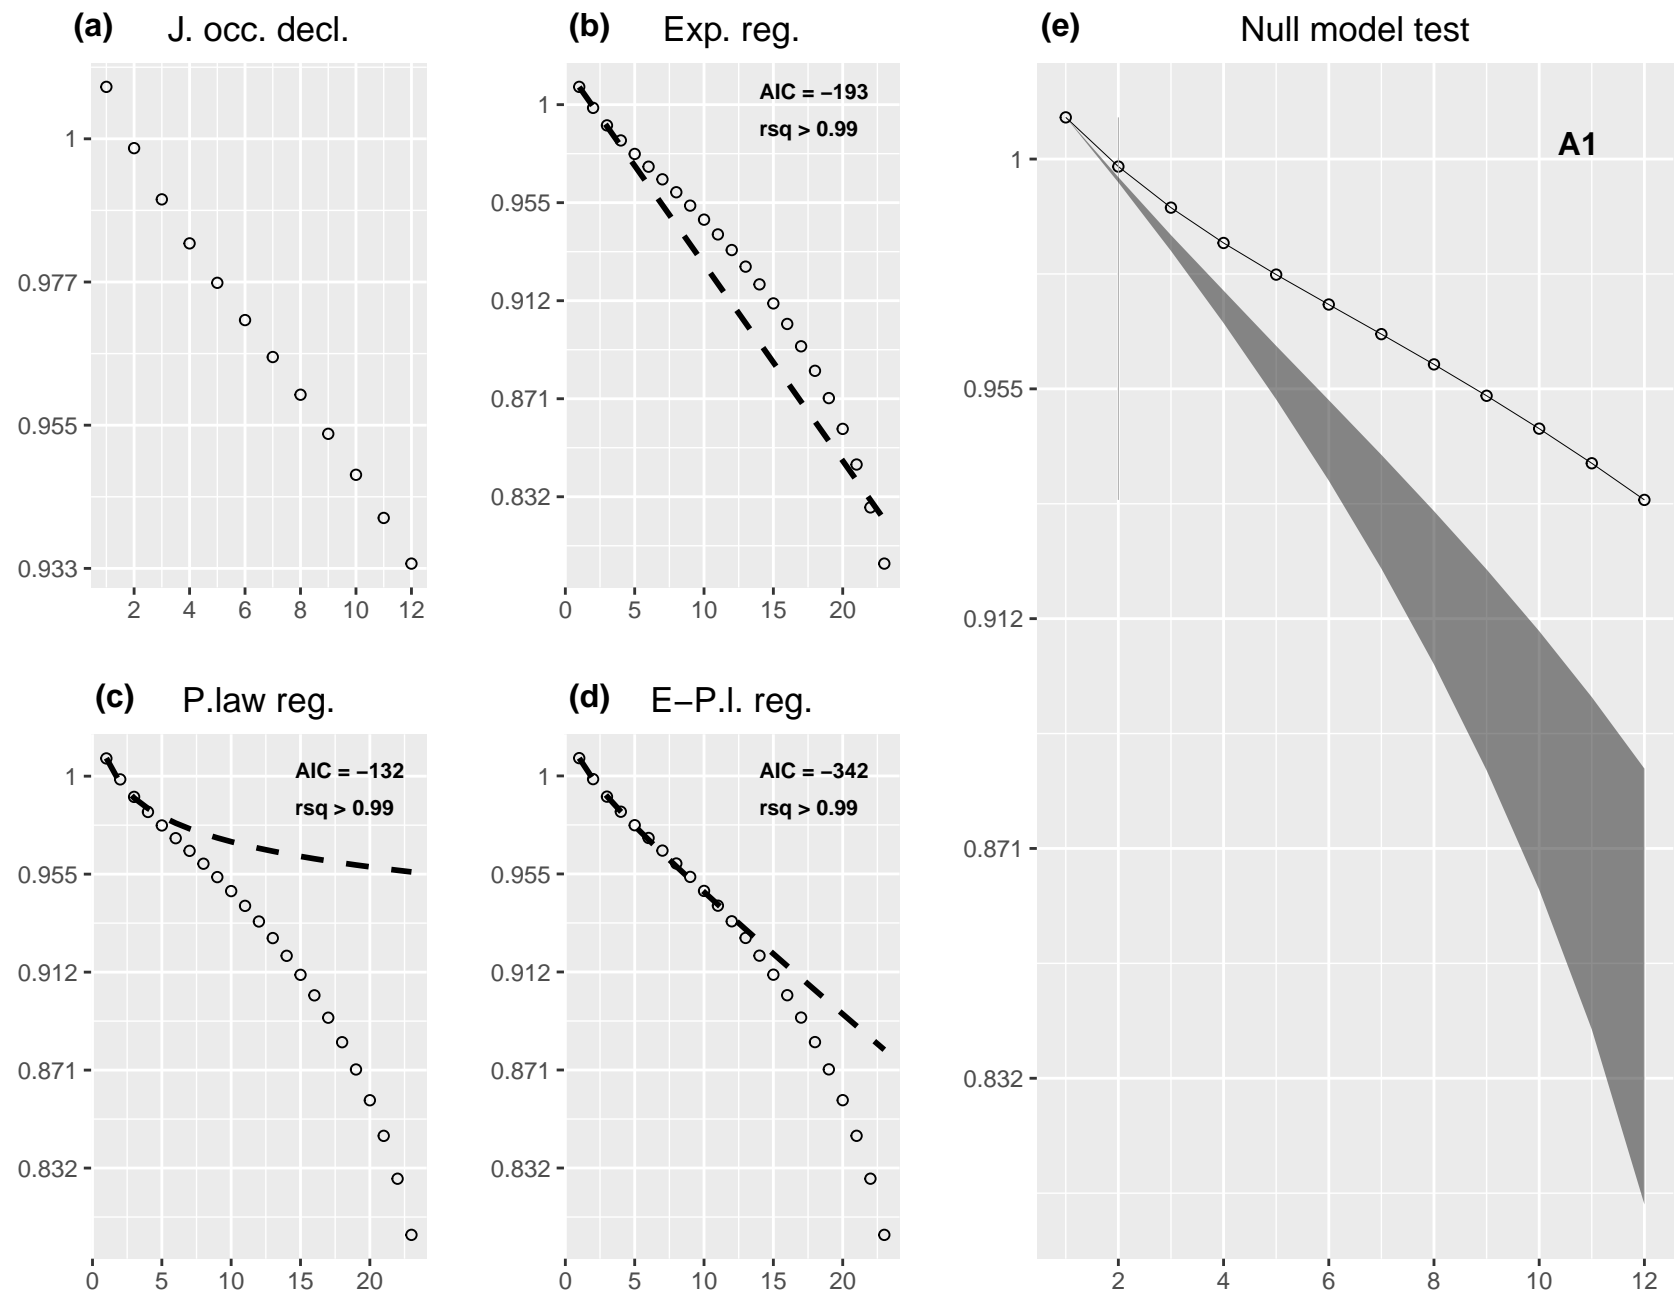 (a) J. occ. decl.
1
0.977
0.955
0.933
2 4 6 8 10 12
(b) Exp. reg.
AIC = −193
rsq > 0.99
1
0.955
0.912
0.871
0.832
0 5 10 15 20
(c) P.law reg.
AIC = −132
rsq > 0.99
1
0.955
0.912
0.871
0.832
0 5 10 15 20
(d) E−P.l. reg.
AIC = −342
rsq > 0.99
1
0.955
0.912
0.871
0.832
0 5 10 15 20
(e) Null model test
A1
1
0.955
0.912
0.871
0.832
2 4 6 8 10 12